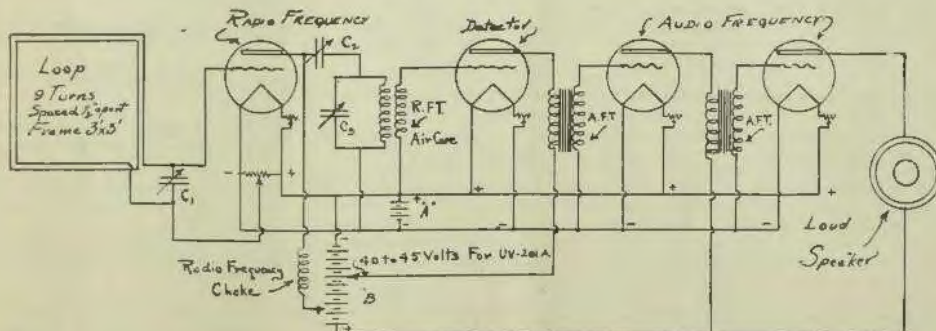 RADIO FREQUENCY
Detector
AUDIO FREQUENCY
C2
Loop
9 Turns
Spaced ½" apart
Frame 3'x3'
C3
R.F.T.
Air Core
A.F.T.
A.F.T.
- +
C1
+ "A" -
+ + +
- - -
Loud
Speaker
Radio Frequency
Choke
-
40 to 45 Volts For UV-201A
"B"
+